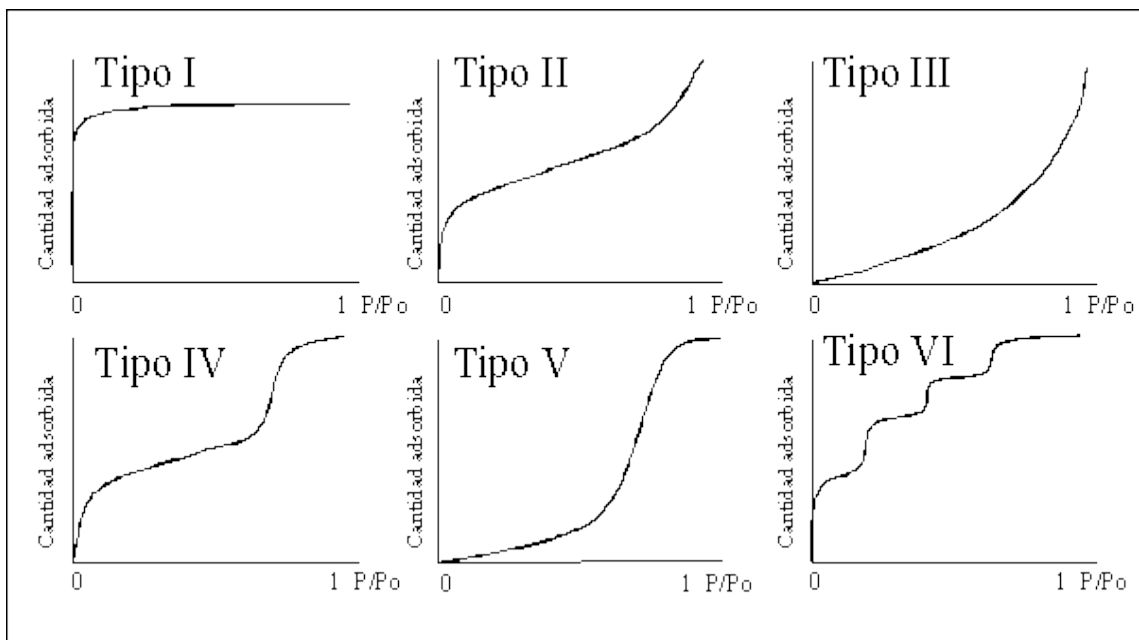 Tipo I
Cantidad adsorbida
0 1 P/Po
Tipo II
Cantidad adsorbida
0 1 P/Po
Tipo III
Cantidad adsorbida
0 1 P/Po
Tipo IV
Cantidad adsorbida
0 1 P/Po
Tipo V
Cantidad adsorbida
0 1 P/Po
Tipo VI
Cantidad adsorbida
0 1 P/Po